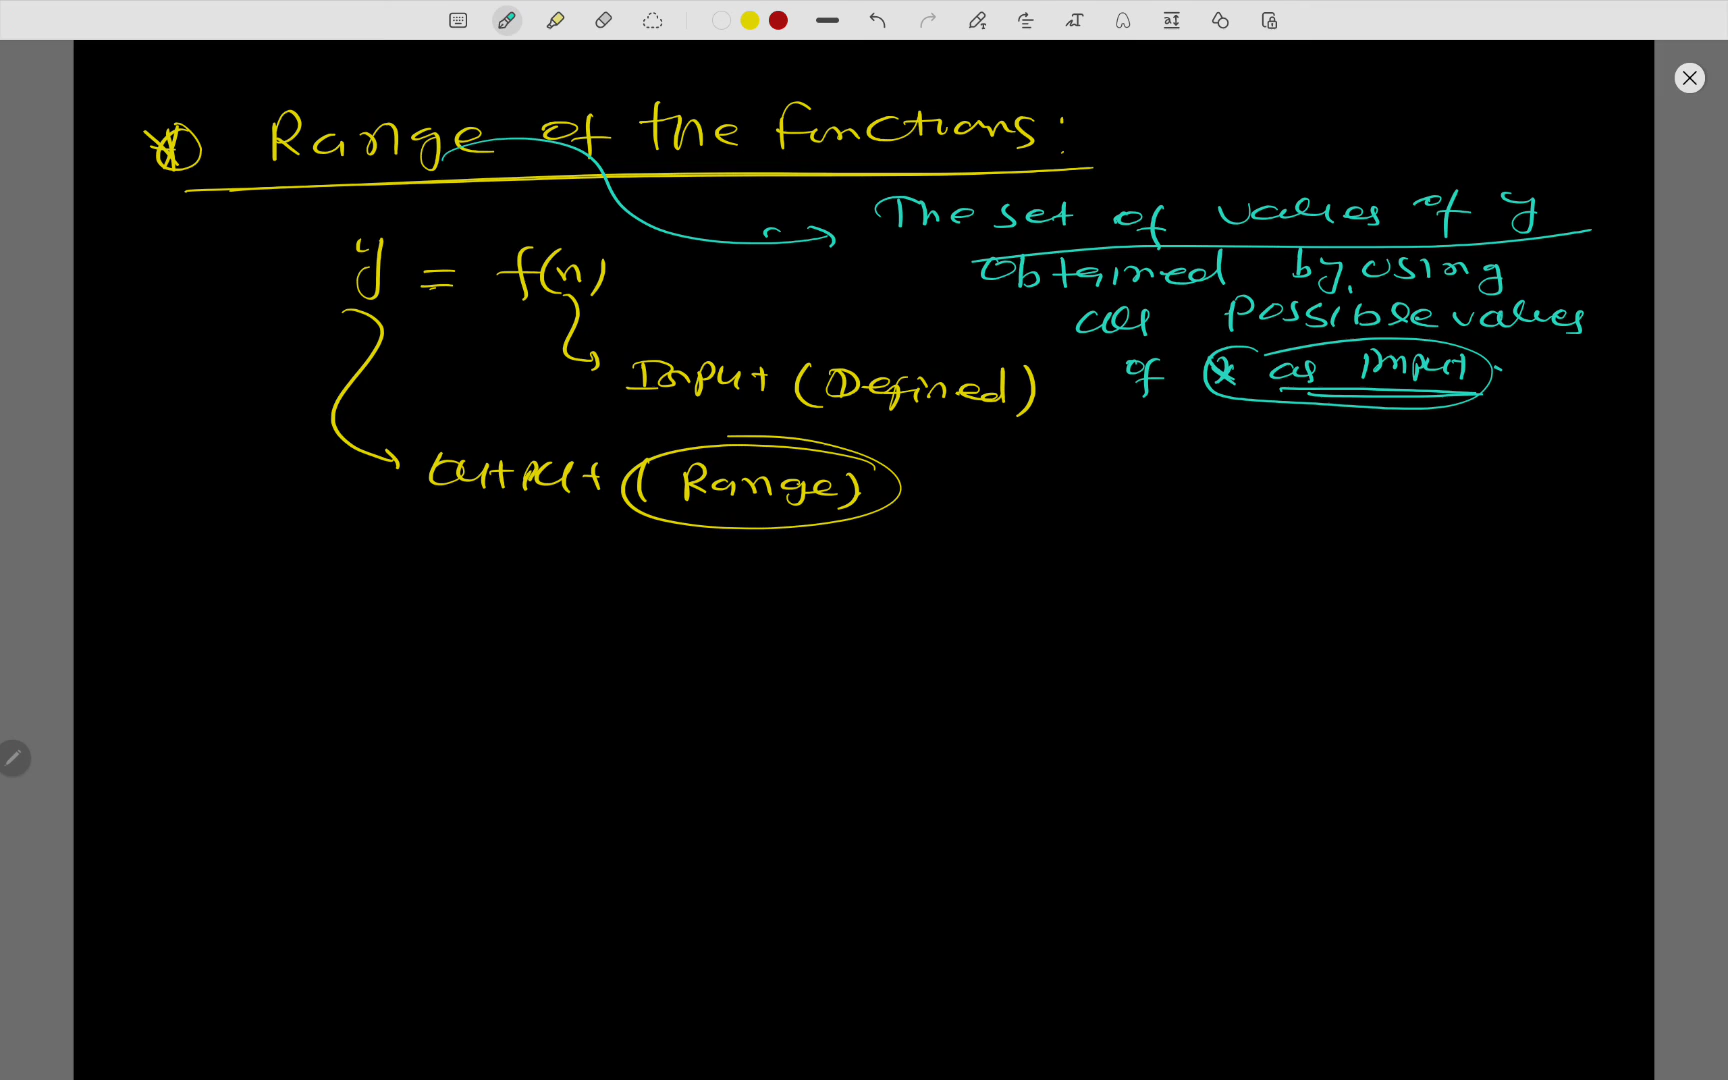 Range of the functions:
The set of values of y
y = f(n)
obtained by using
all possible values
of x as input.
Input (Defined)
output (Range)